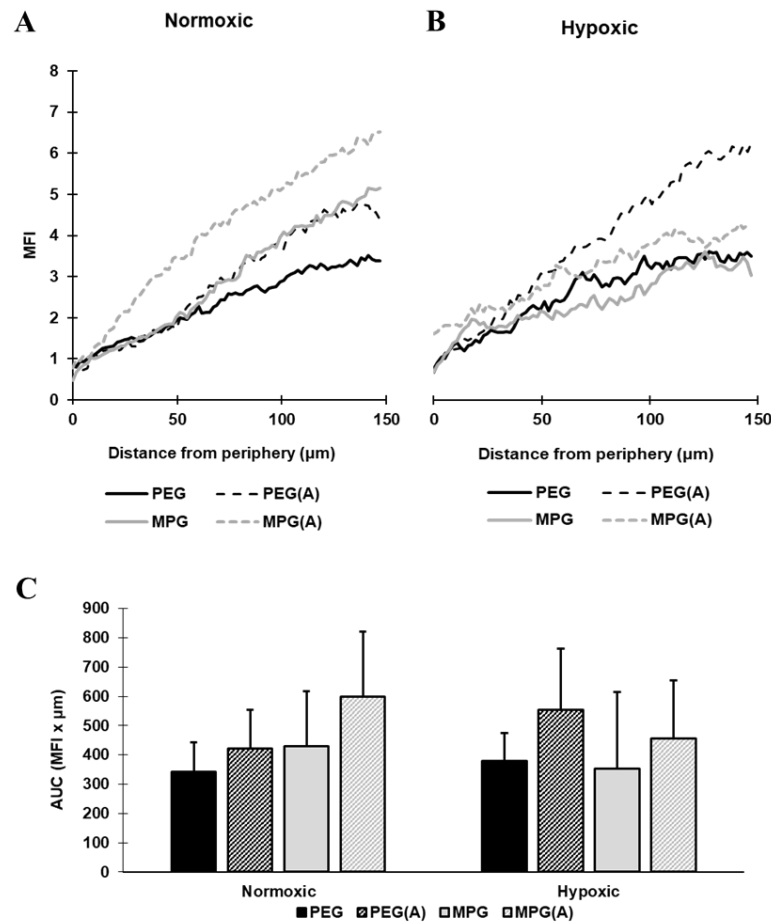 A
Normoxic
B
Hypoxic
8
7
6
5
4
3
2
1
0
MFI
0 50 100 150
0 50 100 150
Distance from periphery (μm)
Distance from periphery (μm)
PEG PEG(A)
MPG MPG(A)
PEG PEG(A)
MPG MPG(A)
C
900
800
700
600
500
400
300
200
100
0
AUC (MFI x μm)
Normoxic Hypoxic
PEG PEG(A) MPG MPG(A)